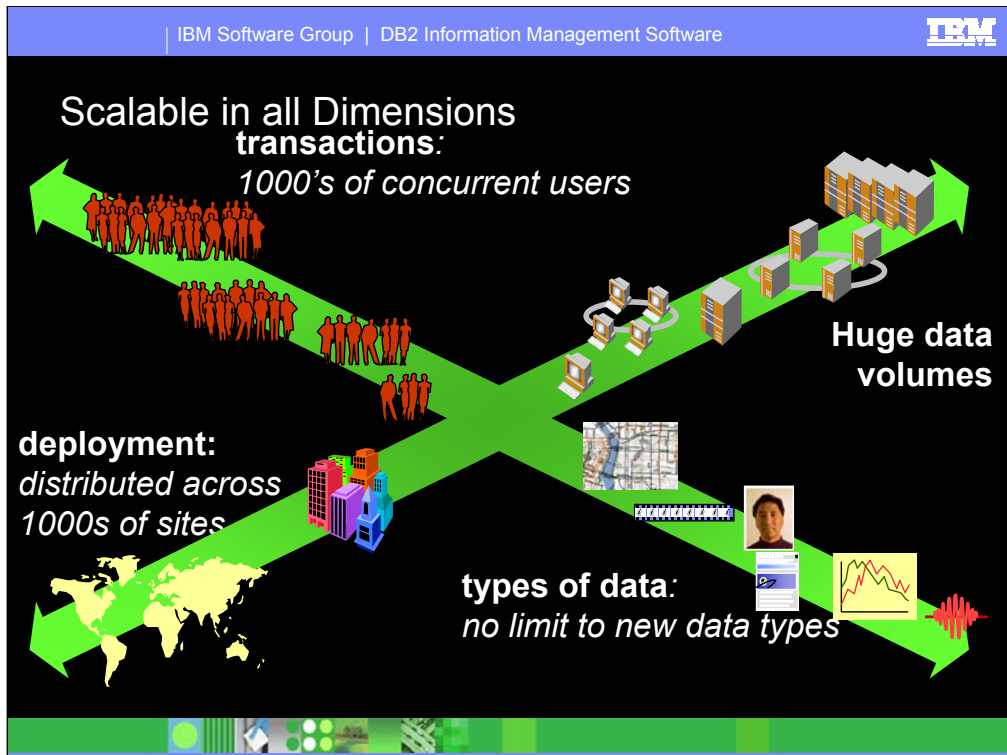 IBM Software Group | DB2 Information Management Software
IBM
Scalable in all Dimensions
transactions:
1000's of concurrent users
Huge data
volumes
deployment:
distributed across
1000s of sites
types of data:
no limit to new data types